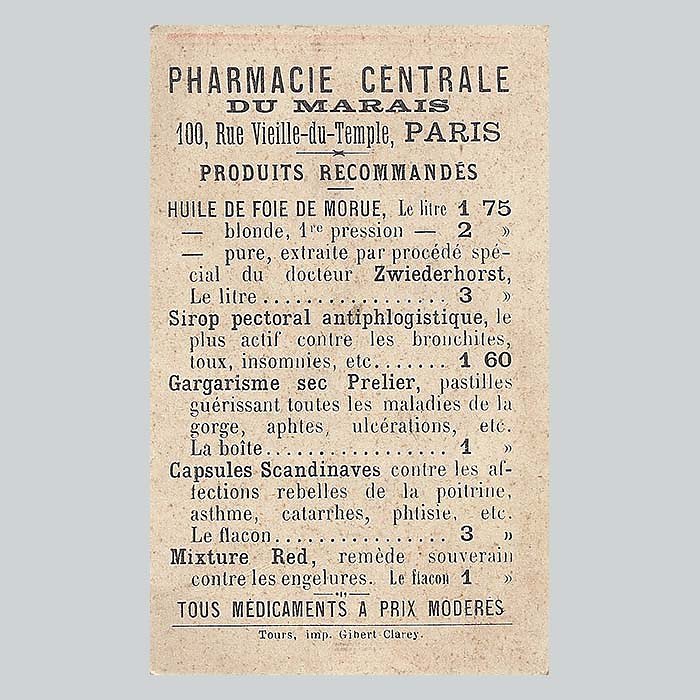 PHARMACIE CENTRALE
DU MARAIS
100, Rue Vieille-du-Temple, PARIS
PRODUITS RECOMMANDÉS
HUILE DE FOIE DE MORUE, Le litre 1 75
— blonde, 1re pression — 2 »
— pure, extraite par procédé spé-
cial du docteur Zwiederhorst,
Le litre .................. 3 »
Sirop pectoral antiphlogistique, le
plus actif contre les bronchites,
toux, insomnies, etc....... 1 60
Gargarisme sec Prelier, pastilles
guérissant toutes les maladies de la
gorge, aphtes, ulcérations, etc.
La boîte.................. 1 »
Capsules Scandinaves contre les af-
fections rebelles de la poitrine,
asthme, catarrhes, phtisie, etc.
Le flacon................. 3 »
Mixture Red, remède souverain
contre les engelures. Le flacon 1 »
TOUS MÉDICAMENTS A PRIX MODÉRÉS
Tours, imp. Gibert Clarey.